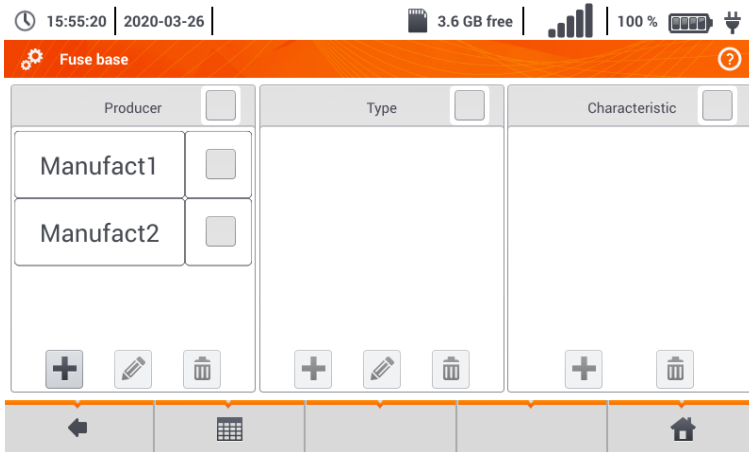 15:55:20 2020-03-26 3.6 GB free 100 %
Fuse base ?
Producer Type Characteristic
Manufact1
Manufact2